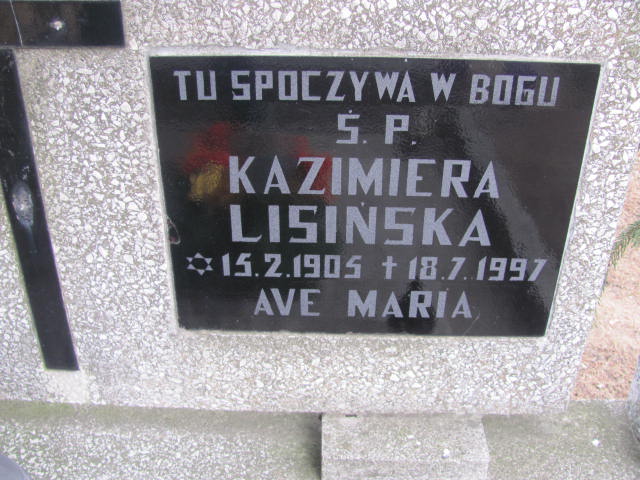 TU SPOCZYWA W BOGU
Ś. P.
KAZIMIERA
LISIŃSKA
✡ 15.2.1905 ✝ 18.7.1997
AVE MARIA